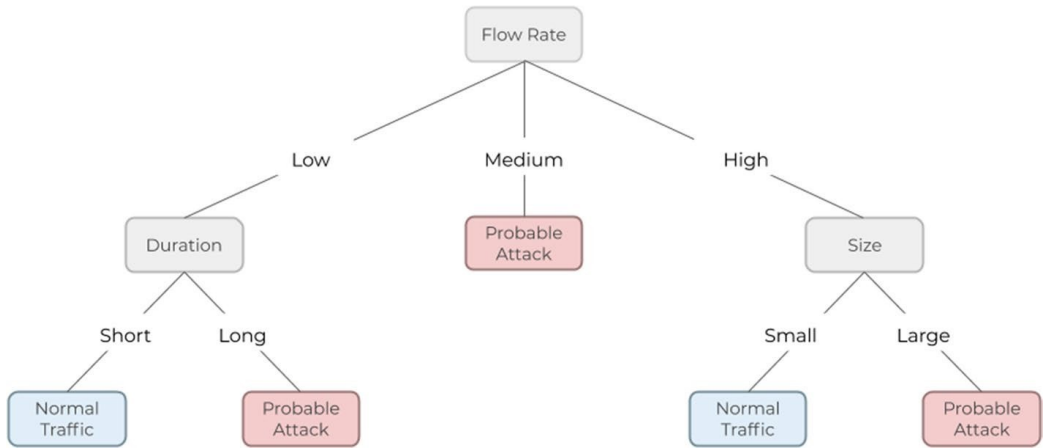 Flow Rate
Low
Medium
High
Duration
Probable
Attack
Size
Short
Long
Small
Large
Normal
Traffic
Probable
Attack
Normal
Traffic
Probable
Attack